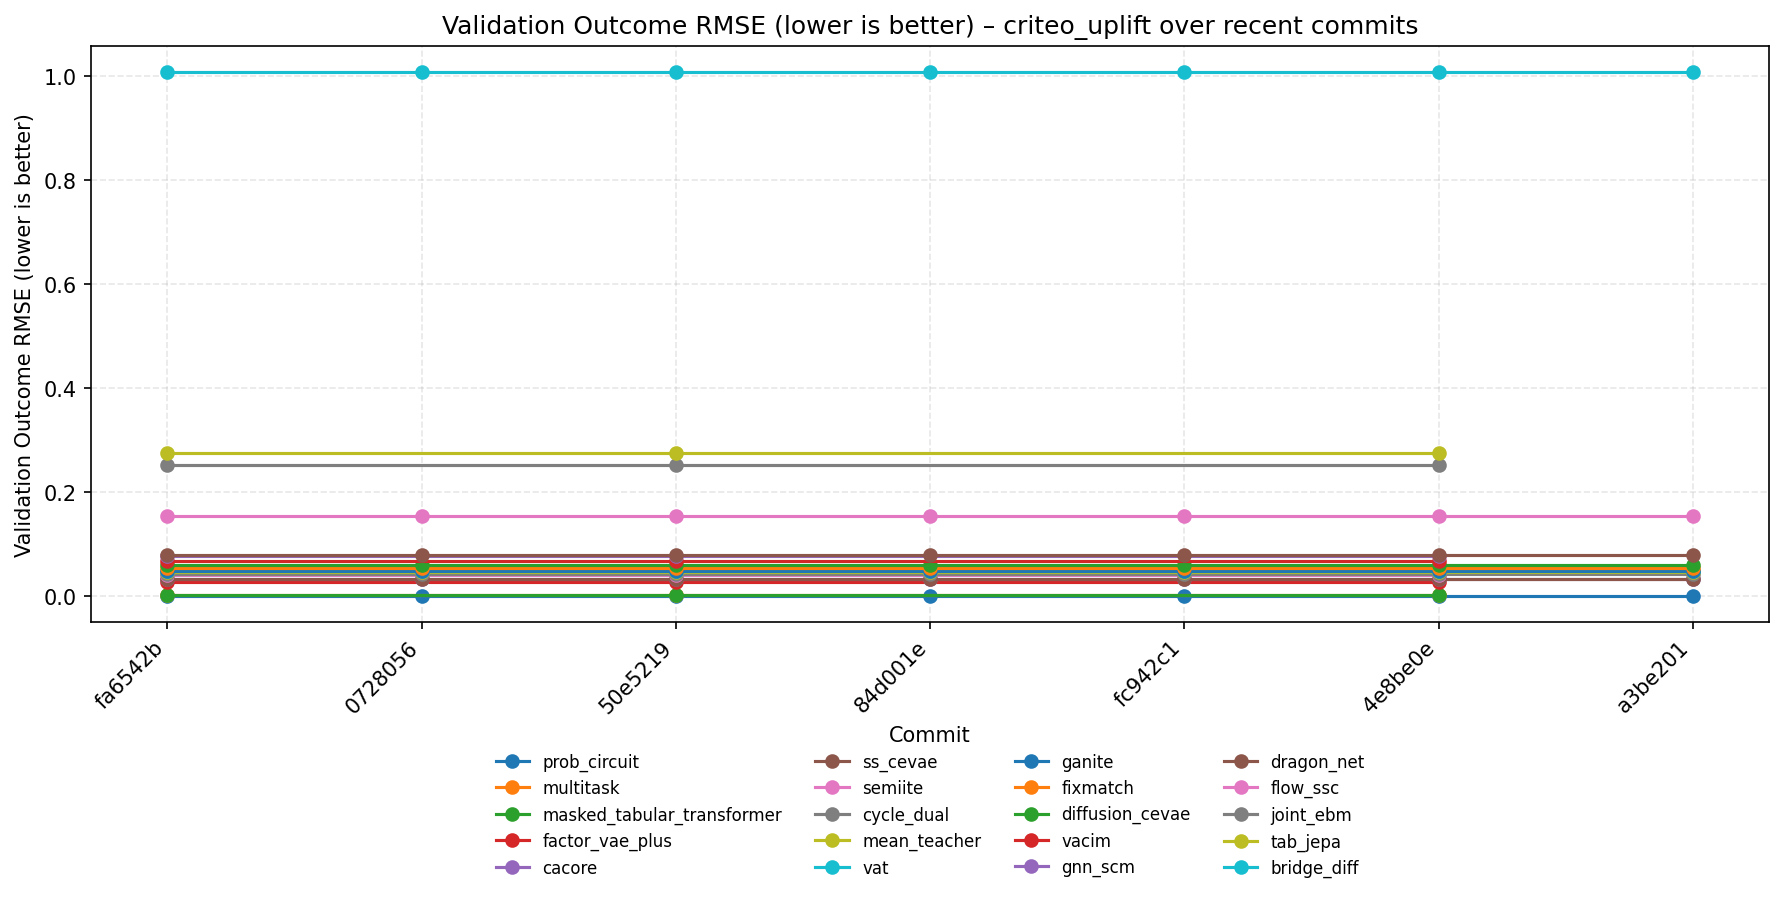 Validation Outcome RMSE (lower is better) – criteo_uplift over recent commits
Validation Outcome RMSE (lower is better)
1.0
0.8
0.6
0.4
0.2
0.0
fa6542b
0728056
50e5219
84d001e
fc942c1
4e8be0e
a3be201
Commit
prob_circuit
multitask
masked_tabular_transformer
factor_vae_plus
cacore
ss_cevae
semiite
cycle_dual
mean_teacher
vat
ganite
fixmatch
diffusion_cevae
vacim
gnn_scm
dragon_net
flow_ssc
joint_ebm
tab_jepa
bridge_diff